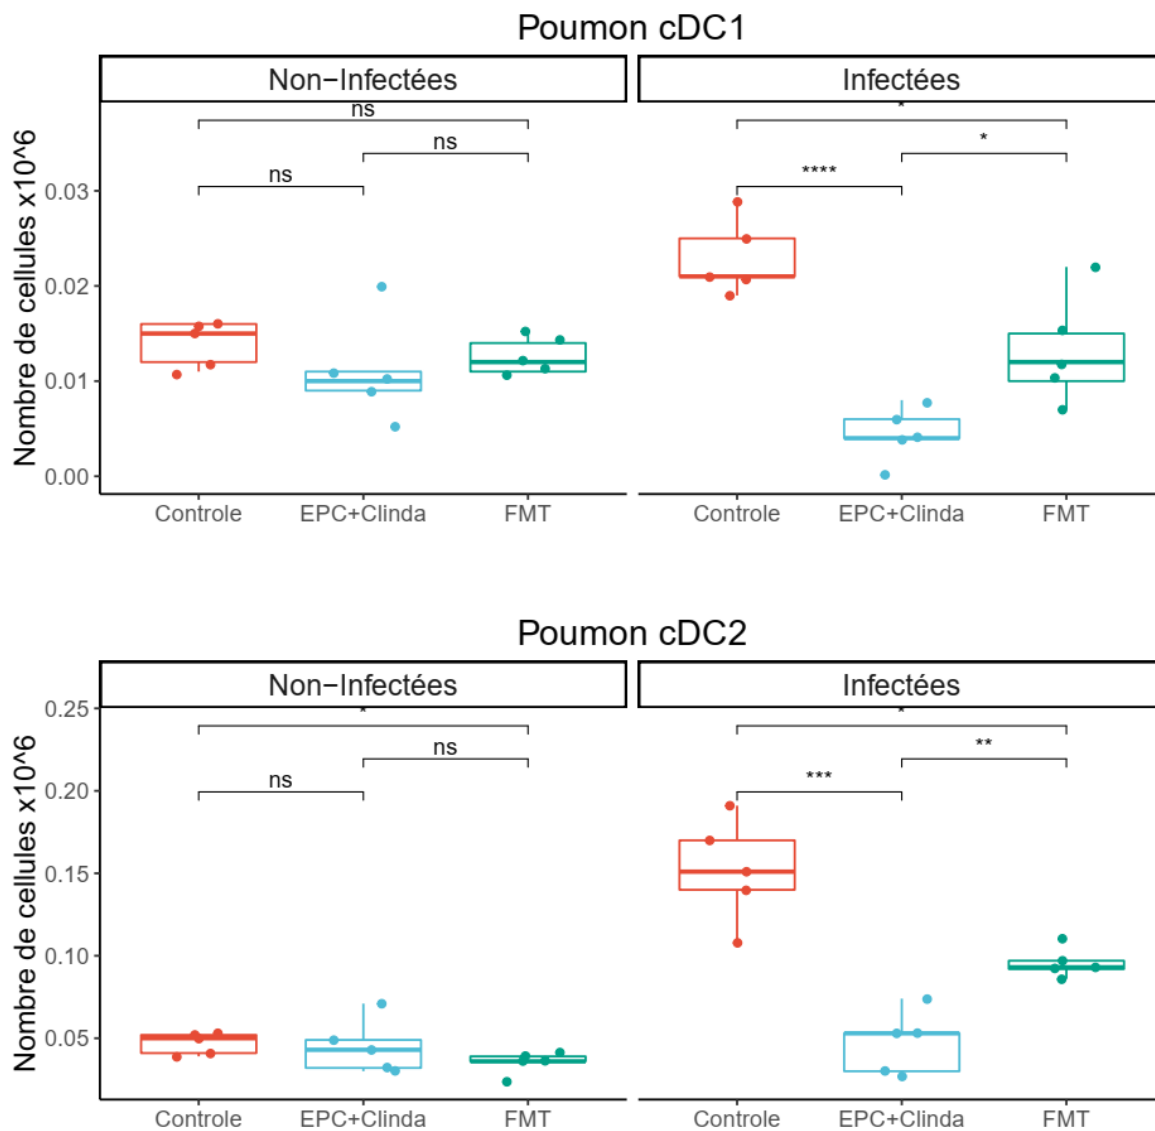 Poumon cDC1
Non−Infectées
Infectées
Nombre de cellules x10^6
0.03
0.02
0.01
0.00
ns
ns
ns
*
*
****
Controle
EPC+Clinda
FMT
Controle
EPC+Clinda
FMT
Poumon cDC2
Non−Infectées
Infectées
Nombre de cellules x10^6
0.25
0.20
0.15
0.10
0.05
*
ns
ns
*
**
***
Controle
EPC+Clinda
FMT
Controle
EPC+Clinda
FMT